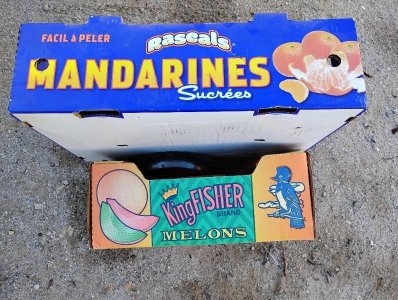 FACIL à PELER
Rascals
MANDARINES
Sucrées
KingFISHER
BRAND
MELONS